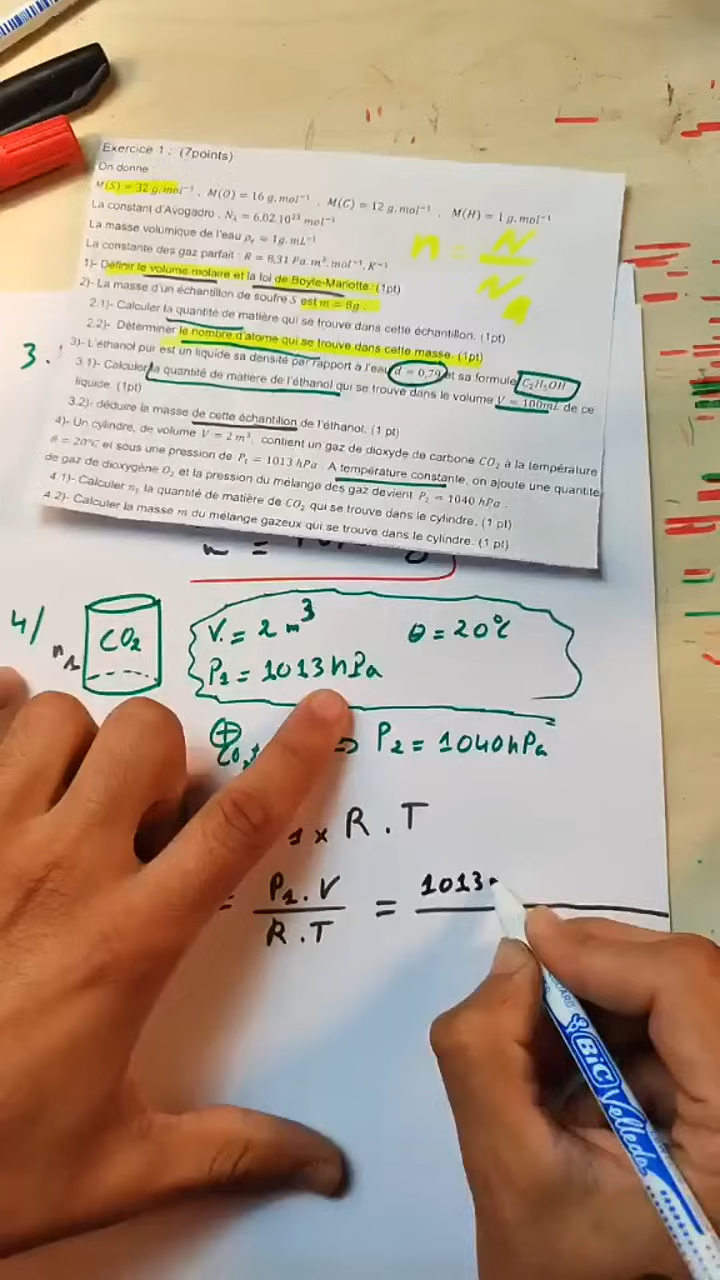 Exercice 1 : (7points)
On donne :
M(S) = 32 g.mol⁻¹ , M(O) = 16 g.mol⁻¹ , M(C) = 12 g.mol⁻¹ , M(H) = 1 g.mol⁻¹
La constant d'Avogadro , N_A = 6.02.10²³ mol⁻¹
La masse volumique de l'eau ρₑ = 1g.mL⁻¹
La constante des gaz parfait : R = 8,31 Pa.m³.mol⁻¹.K⁻¹
1)- Définir le volume molaire et la loi de Boyle-Mariotte. (1pt)
2)- La masse d'un échantillon de soufre S est m = 8g .
2.1)- Calculer la quantité de matière qui se trouve dans cette échantillon. (1pt)
2.2)- Déterminer le nombre d'atome qui se trouve dans cette masse. (1pt)
3)- L'éthanol pur est un liquide sa densité par rapport à l'eau d = 0,79 et sa formule C₂H₅OH
3.1)- Calculer la quantité de matière de l'éthanol qui se trouve dans le volume V = 100mL de ce
liquide. (1pt)
3.2)- déduire la masse de cette échantillon de l'éthanol. (1 pt)
4)- Un cylindre, de volume V = 2 m³, contient un gaz de dioxyde de carbone CO₂ à la température
θ = 20°C et sous une pression de P₁ = 1013 hPa . A température constante, on ajoute une quantité
de gaz de dioxygène O₂ et la pression du mélange des gaz devient P₂ = 1040 hPa .
4.1)- Calculer n₁ la quantité de matière de CO₂ qui se trouve dans le cylindre. (1 pt)
4.2)- Calculer la masse m du mélange gazeux qui se trouve dans le cylindre. (1 pt)
n = N / N_A
3.
4/ n₁ CO₂ V = 2 m³ θ = 20°C
P₁ = 1013 hPa
⊕ ⇒ P₂ = 1040 hPa
₁ × R . T
= P₁ . V / R . T = 1013
BiC Velleda